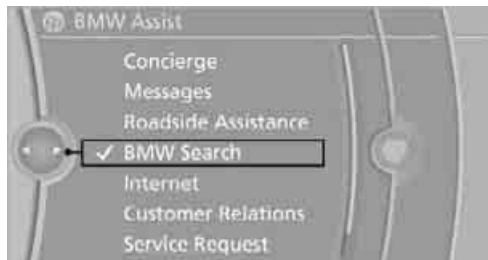 BMW Assist
Concierge
Messages
Roadside Assistance
✓ BMW Search
Internet
Customer Relations
Service Request